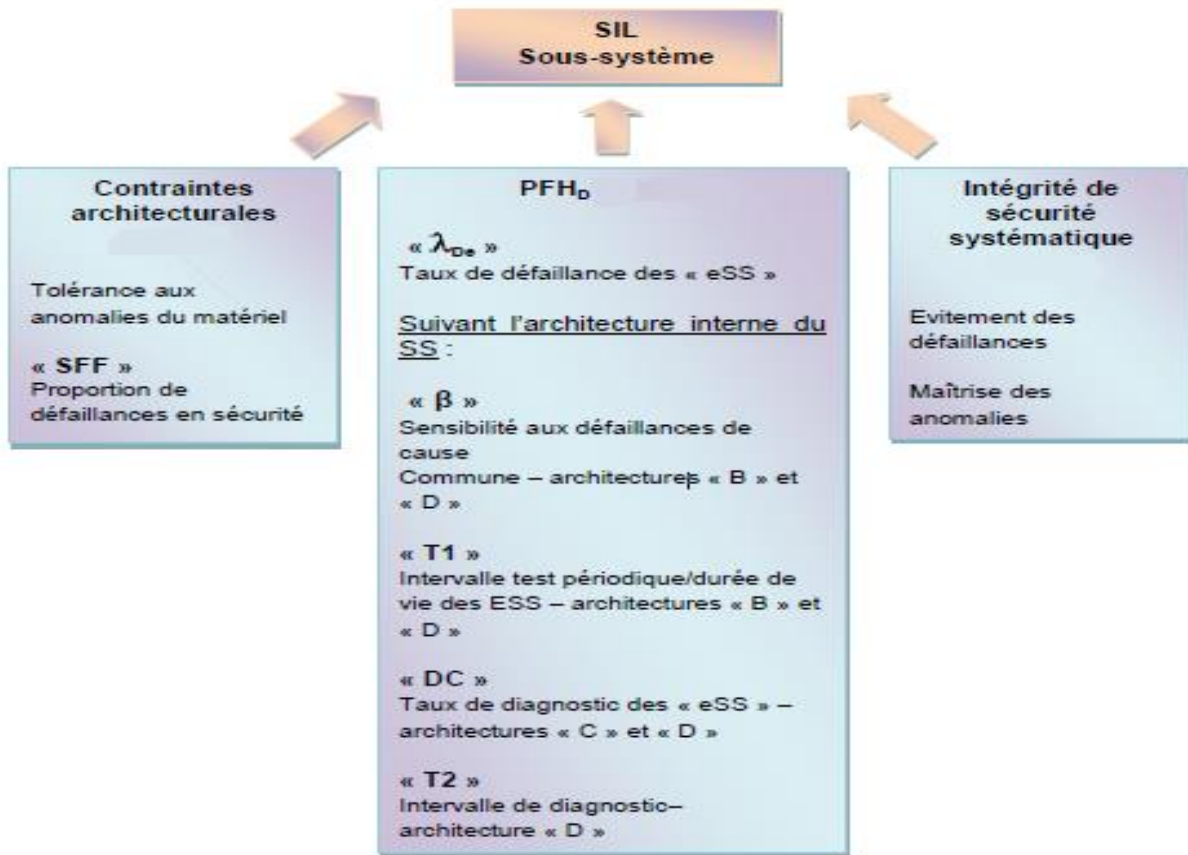 SIL
Sous-système
Contraintes
architecturales
Tolérance aux
anomalies du matériel
« SFF »
Proportion de
défaillances en sécurité
PFH_D
« λ_De »
Taux de défaillance des « eSS »
Suivant l'architecture interne du
SS :
« β »
Sensibilité aux défaillances de
cause
Commune – architectures « B » et
« D »
« T1 »
Intervalle test périodique/durée de
vie des ESS – architectures « B » et
« D »
« DC »
Taux de diagnostic des « eSS » –
architectures « C » et « D »
« T2 »
Intervalle de diagnostic–
architecture « D »
Intégrité de
sécurité
systématique
Evitement des
défaillances
Maîtrise des
anomalies